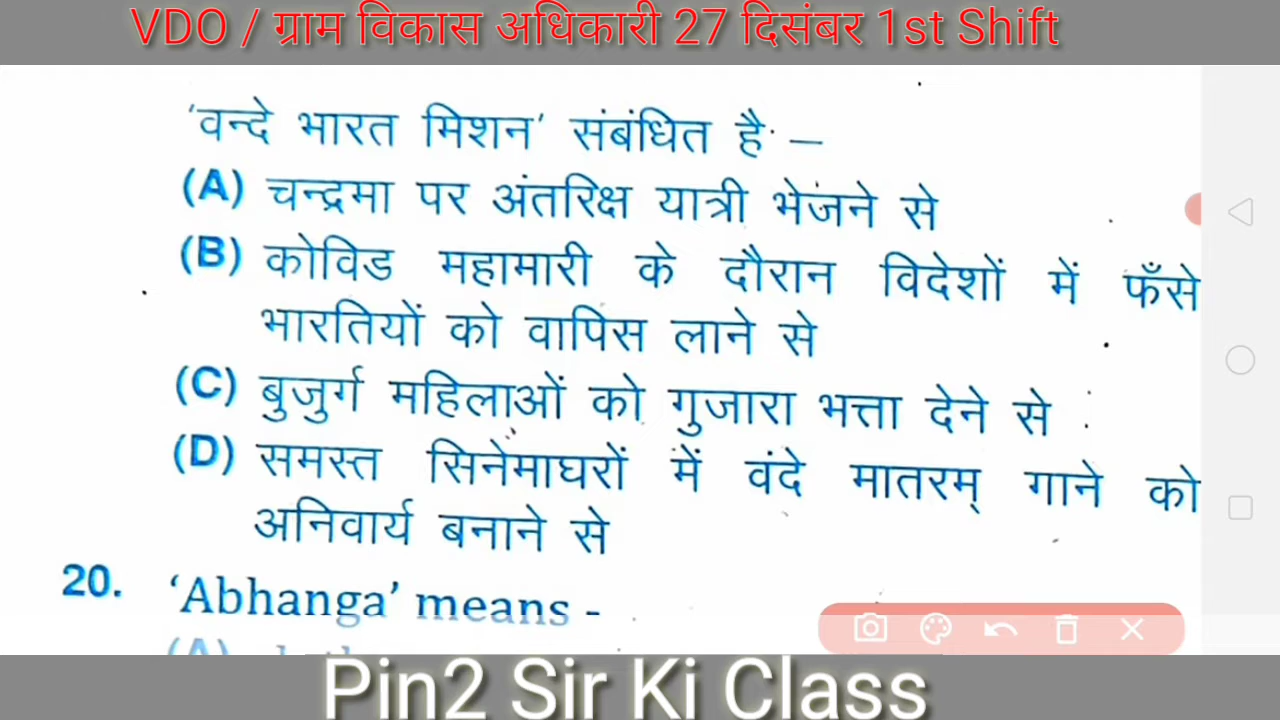 VDO / ग्राम विकास अधिकारी 27 दिसंबर 1st Shift
'वन्दे भारत मिशन' संबंधित है –
(A) चन्द्रमा पर अंतरिक्ष यात्री भेजने से
(B) कोविड महामारी के दौरान विदेशों में फँसे
भारतियों को वापिस लाने से
(C) बुजुर्ग महिलाओं को गुजारा भत्ता देने से
(D) समस्त सिनेमाघरों में वंदे मातरम् गाने को
अनिवार्य बनाने से
20. 'Abhanga' means -
(A)
Pin2 Sir Ki Class